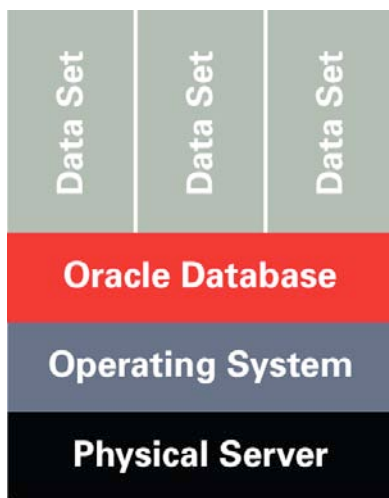 Data Set
Data Set
Data Set
Oracle Database
Operating System
Physical Server